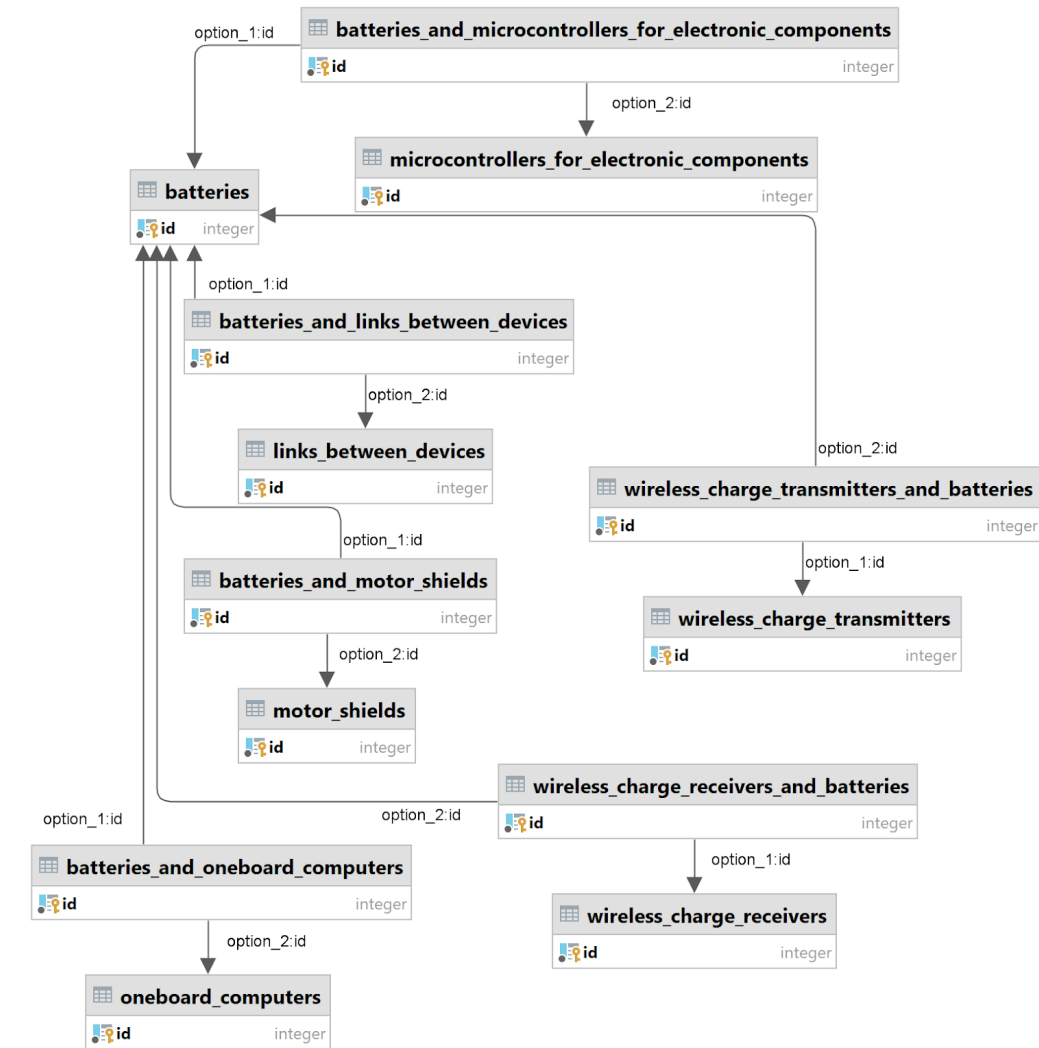 option_1:id
batteries_and_microcontrollers_for_electronic_components
id integer
option_2:id
microcontrollers_for_electronic_components
id integer
batteries
id integer
option_1:id
batteries_and_links_between_devices
id integer
option_2:id
links_between_devices
id integer
option_2:id
wireless_charge_transmitters_and_batteries
id integer
option_1:id
wireless_charge_transmitters
id integer
option_1:id
batteries_and_motor_shields
id integer
option_2:id
motor_shields
id integer
option_2:id
wireless_charge_receivers_and_batteries
id integer
option_1:id
wireless_charge_receivers
id integer
option_1:id
batteries_and_oneboard_computers
id integer
option_2:id
oneboard_computers
id integer